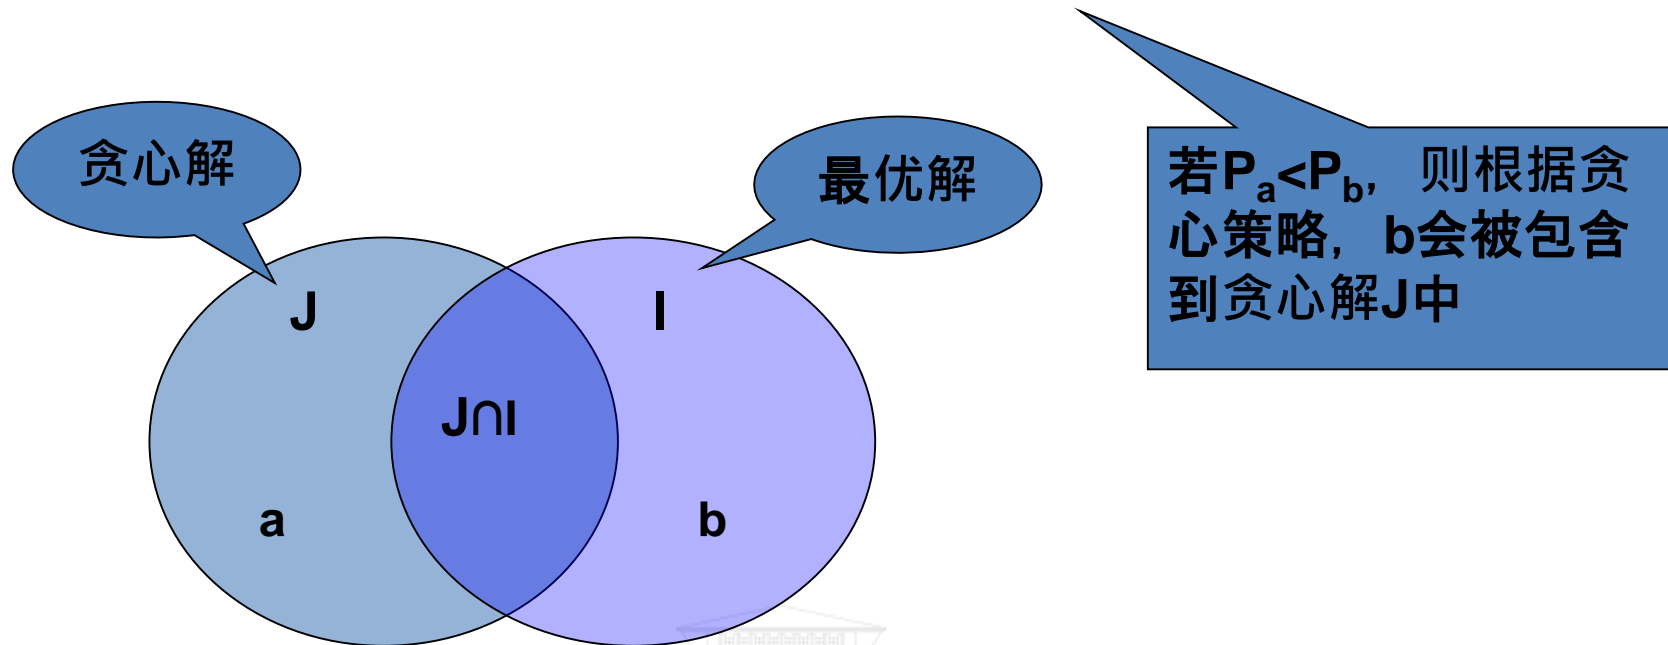 贪心解
最优解
若Pa<Pb，则根据贪
心策略，b会被包含
到贪心解J中
J
I
J∩I
a
b